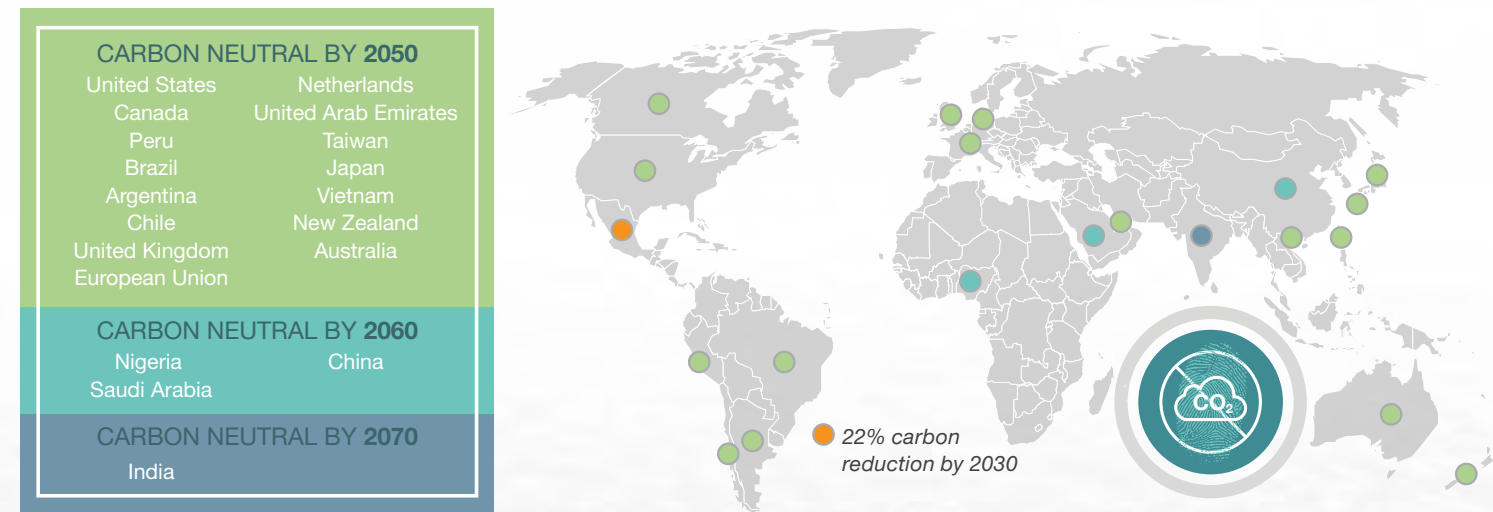 CARBON NEUTRAL BY 2050
United States
Canada
Peru
Brazil
Argentina
Chile
United Kingdom
European Union
Netherlands
United Arab Emirates
Taiwan
Japan
Vietnam
New Zealand
Australia
CARBON NEUTRAL BY 2060
Nigeria
Saudi Arabia
China
CARBON NEUTRAL BY 2070
India
22% carbon
reduction by 2030
CO₂